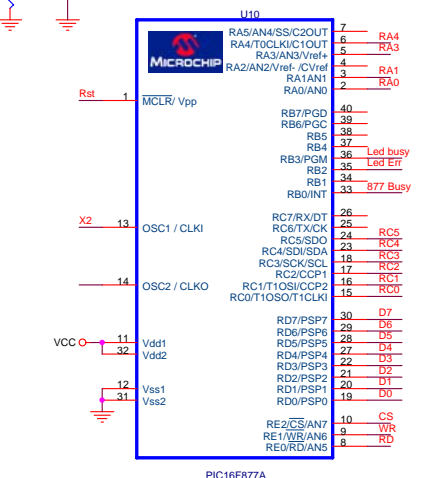 U10
MICROCHIP
RA5/AN4/SS/C2OUT 7
RA4/T0CLKI/C1OUT 6 RA4
RA3/AN3/Vref+ 5 RA3
RA2/AN2/Vref- /CVref 4
RA1AN1 3 RA1
RA0/AN0 2 RA0
Rst 1 MCLR/ Vpp
RB7/PGD 40
RB6/PGC 39
RB5 38
RB4 37
RB3/PGM 36 Led busy
RB2 35 Led Err
RB1 34
RB0/INT 33 877 Busy
X2 13 OSC1 / CLKI
RC7/RX/DT 26
RC6/TX/CK 25
RC5/SDO 24 RC5
RC4/SDI/SDA 23 RC4
RC3/SCK/SCL 18 RC3
RC2/CCP1 17 RC2
14 OSC2 / CLKO
RC1/T1OSI/CCP2 16 RC1
RC0/T1OSO/T1CLKI 15 RC0
RD7/PSP7 30 D7
RD6/PSP6 29 D6
RD5/PSP5 28 D5
RD4/PSP4 27 D4
RD3/PSP3 22 D3
RD2/PSP2 21 D2
RD1/PSP1 20 D1
RD0/PSP0 19 D0
VCC 11 Vdd1
32 Vdd2
12 Vss1
31 Vss2
RE2/CS/AN7 10 CS
RE1/WR/AN6 9 WR
RE0/RD/AN5 8 RD
PIC16F877A